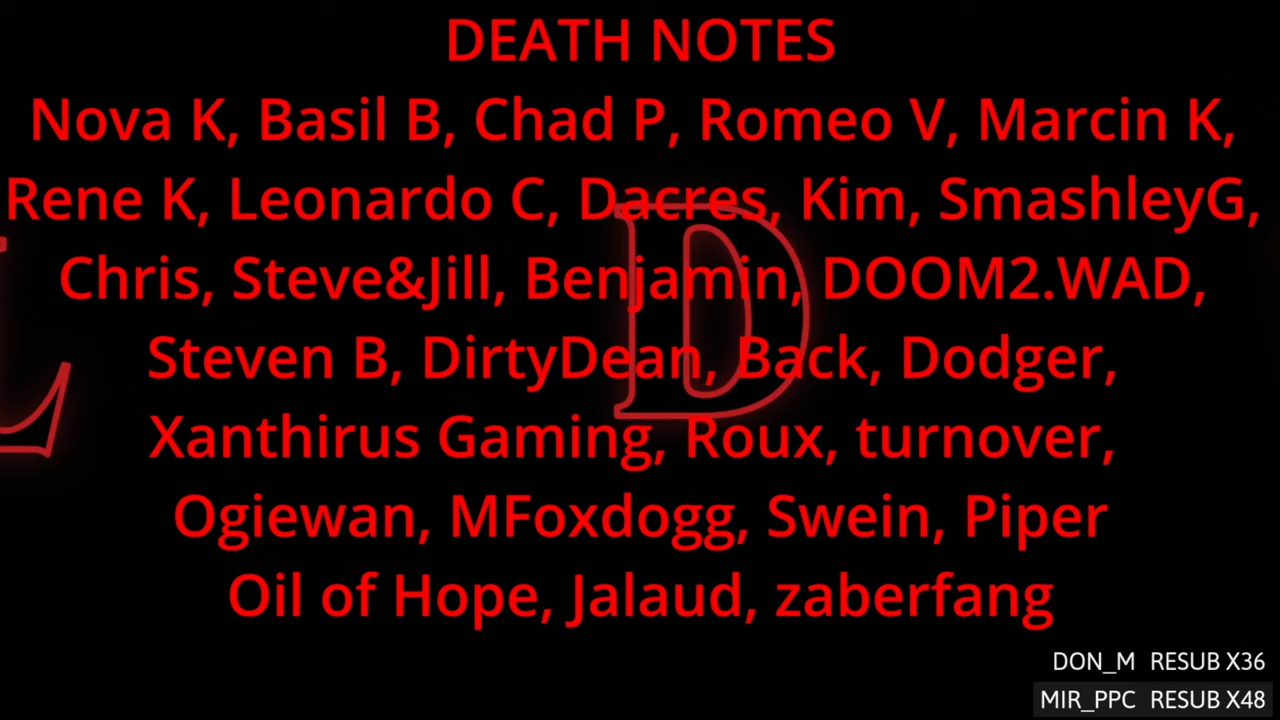 DEATH NOTES
Nova K, Basil B, Chad P, Romeo V, Marcin K,
Rene K, Leonardo C, Dacres, Kim, SmashleyG,
Chris, Steve&Jill, Benjamin, DOOM2.WAD,
Steven B, DirtyDean, Back, Dodger,
Xanthirus Gaming, Roux, turnover,
Ogiewan, MFoxdogg, Swein, Piper
Oil of Hope, Jalaud, zaberfang
L D
DON_M RESUB X36
MIR_PPC RESUB X48